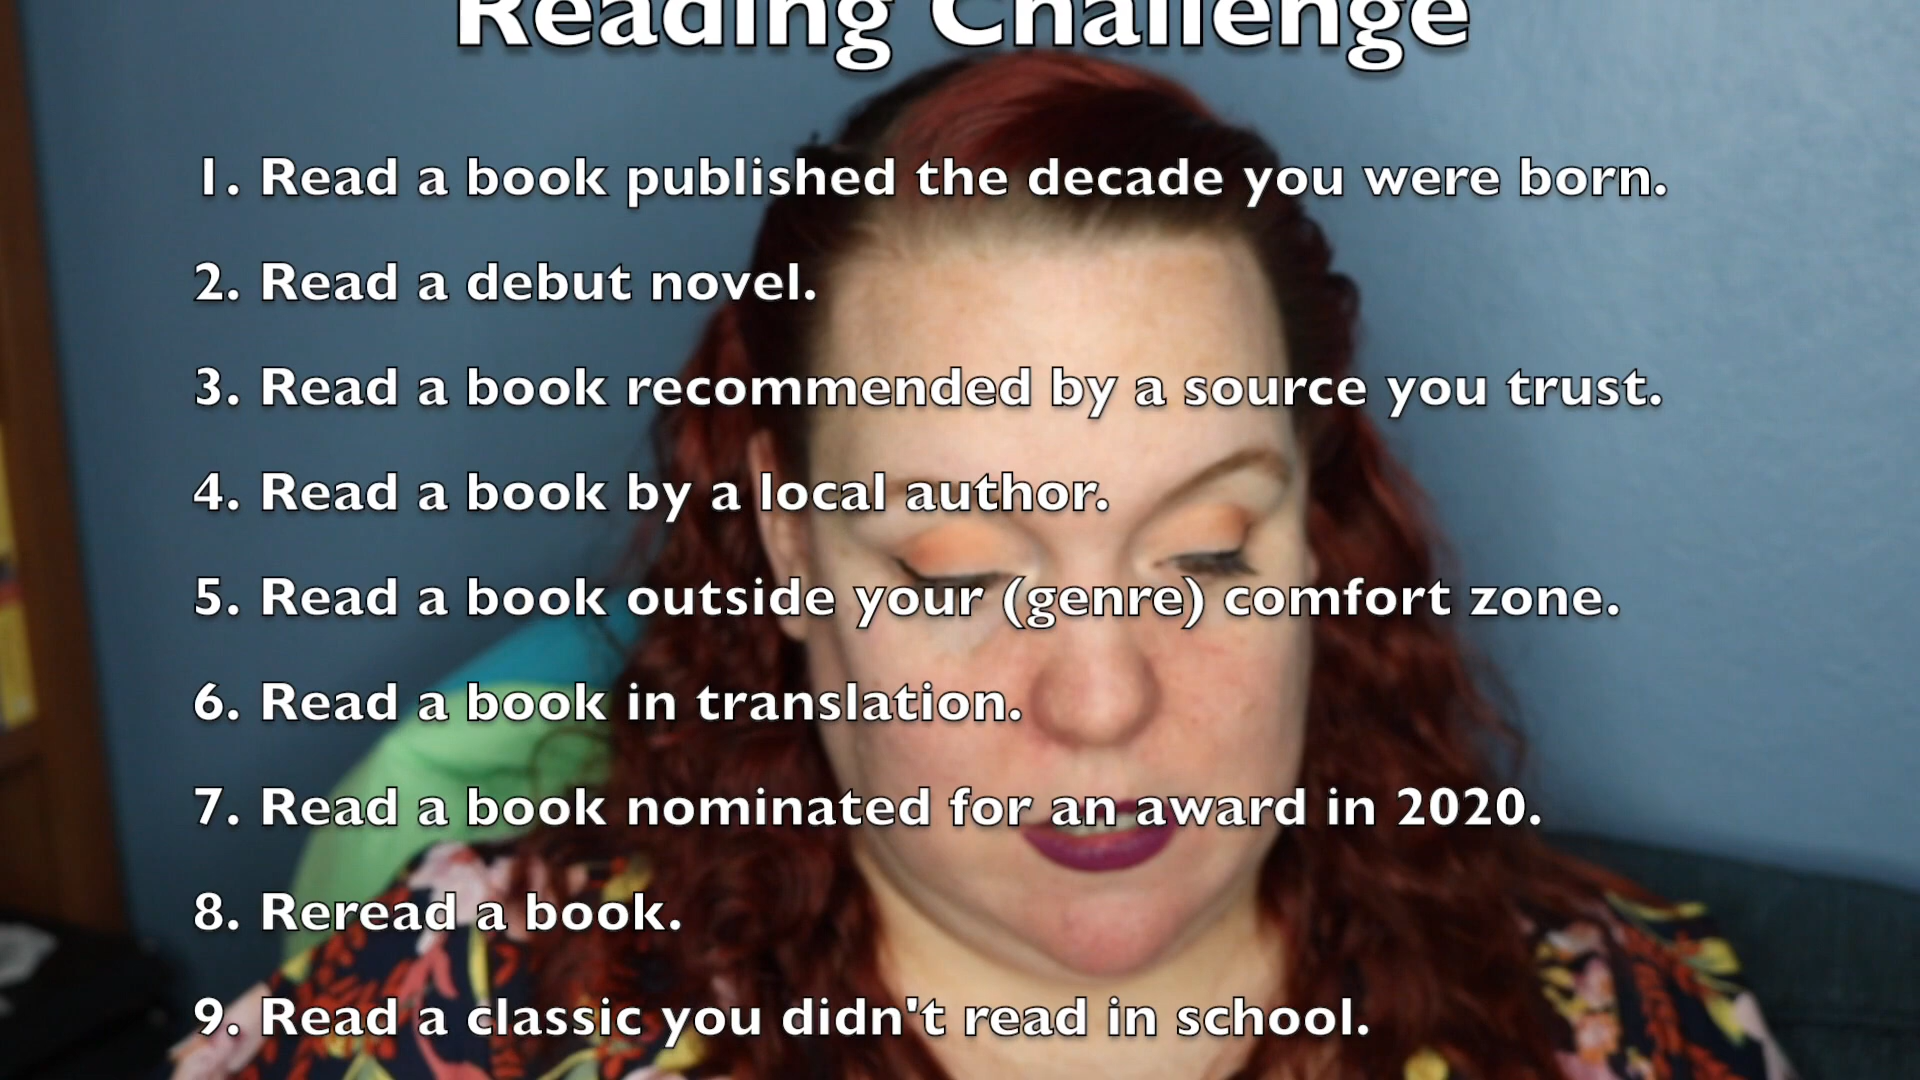 Reading Challenge
1. Read a book published the decade you were born.
2. Read a debut novel.
3. Read a book recommended by a source you trust.
4. Read a book by a local author.
5. Read a book outside your (genre) comfort zone.
6. Read a book in translation.
7. Read a book nominated for an award in 2020.
8. Reread a book.
9. Read a classic you didn't read in school.